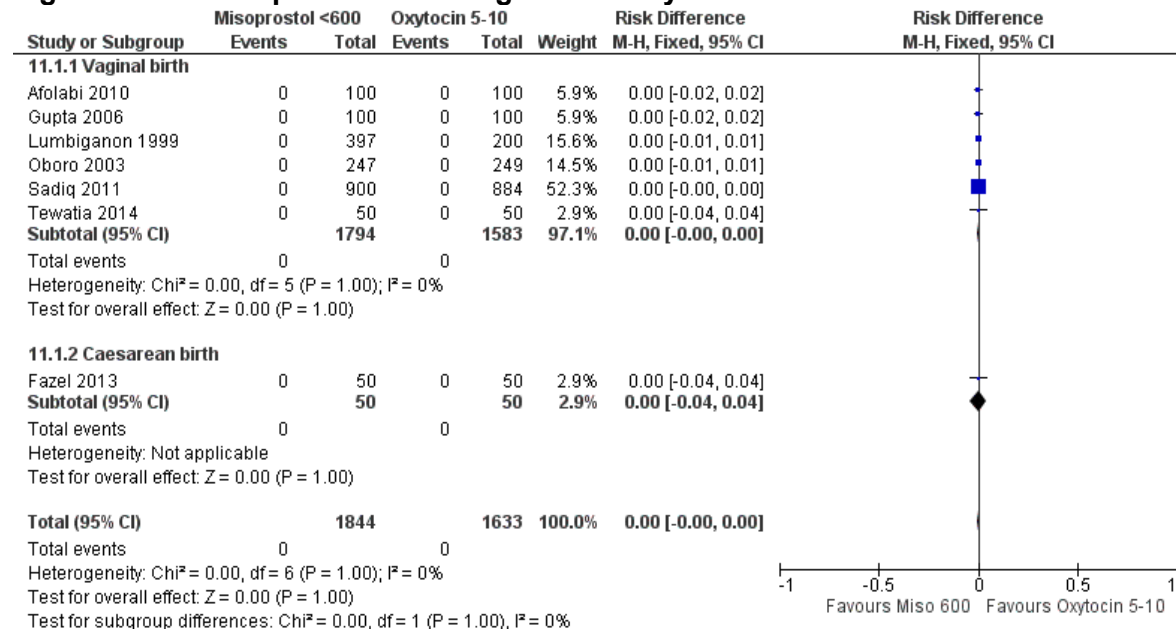 Misoprostol <600 Oxytocin 5-10 Risk Difference Risk Difference
Study or Subgroup Events Total Events Total Weight M-H, Fixed, 95% CI M-H, Fixed, 95% CI
11.1.1 Vaginal birth
Afolabi 2010 0 100 0 100 5.9% 0.00 [-0.02, 0.02]
Gupta 2006 0 100 0 100 5.9% 0.00 [-0.02, 0.02]
Lumbiganon 1999 0 397 0 200 15.6% 0.00 [-0.01, 0.01]
Oboro 2003 0 247 0 249 14.5% 0.00 [-0.01, 0.01]
Sadiq 2011 0 900 0 884 52.3% 0.00 [-0.00, 0.00]
Tewatia 2014 0 50 0 50 2.9% 0.00 [-0.04, 0.04]
Subtotal (95% CI) 1794 1583 97.1% 0.00 [-0.00, 0.00]
Total events 0 0
Heterogeneity: Chi² = 0.00, df = 5 (P = 1.00); I² = 0%
Test for overall effect: Z = 0.00 (P = 1.00)
11.1.2 Caesarean birth
Fazel 2013 0 50 0 50 2.9% 0.00 [-0.04, 0.04]
Subtotal (95% CI) 50 50 2.9% 0.00 [-0.04, 0.04]
Total events 0 0
Heterogeneity: Not applicable
Test for overall effect: Z = 0.00 (P = 1.00)
Total (95% CI) 1844 1633 100.0% 0.00 [-0.00, 0.00]
Total events 0 0
Heterogeneity: Chi² = 0.00, df = 6 (P = 1.00); I² = 0%
Test for overall effect: Z = 0.00 (P = 1.00)
Test for subgroup differences: Chi² = 0.00, df = 1 (P = 1.00), I² = 0%
-1 -0.5 0 0.5 1
Favours Miso 600 Favours Oxytocin 5-10